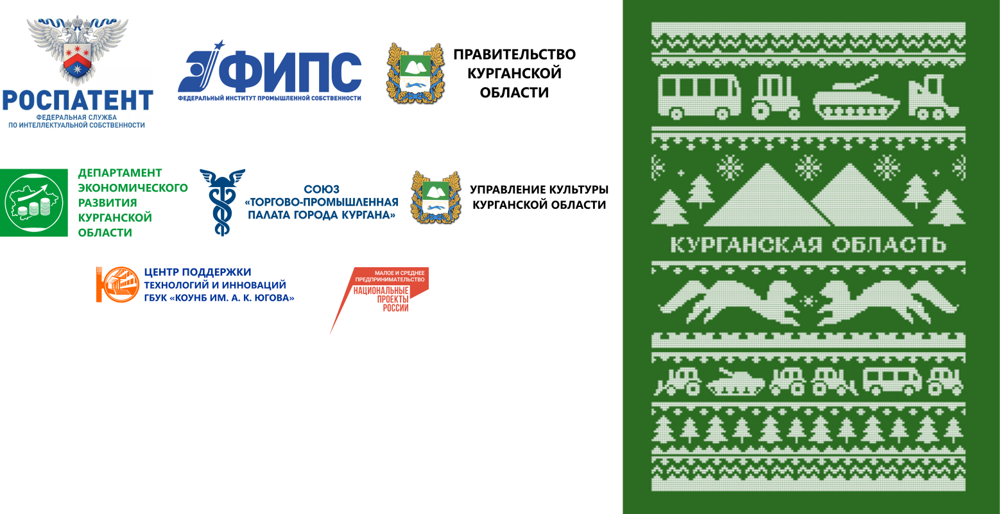 РОСПАТЕНТ
ФЕДЕРАЛЬНАЯ СЛУЖБА
ПО ИНТЕЛЛЕКТУАЛЬНОЙ СОБСТВЕННОСТИ
ФИПС
ФЕДЕРАЛЬНЫЙ ИНСТИТУТ ПРОМЫШЛЕННОЙ СОБСТВЕННОСТИ
ПРАВИТЕЛЬСТВО
КУРГАНСКОЙ
ОБЛАСТИ
ДЕПАРТАМЕНТ
ЭКОНОМИЧЕСКОГО
РАЗВИТИЯ
КУРГАНСКОЙ
ОБЛАСТИ
СОЮЗ
«ТОРГОВО-ПРОМЫШЛЕННАЯ
ПАЛАТА ГОРОДА КУРГАНА»
УПРАВЛЕНИЕ КУЛЬТУРЫ
КУРГАНСКОЙ ОБЛАСТИ
ЦЕНТР ПОДДЕРЖКИ
ТЕХНОЛОГИЙ И ИННОВАЦИЙ
ГБУК «КОУНБ ИМ. А. К. ЮГОВА»
МАЛОЕ И СРЕДНЕЕ
ПРЕДПРИНИМАТЕЛЬСТВО
НАЦИОНАЛЬНЫЕ
ПРОЕКТЫ
РОССИИ
КУРГАНСКАЯ ОБЛАСТЬ